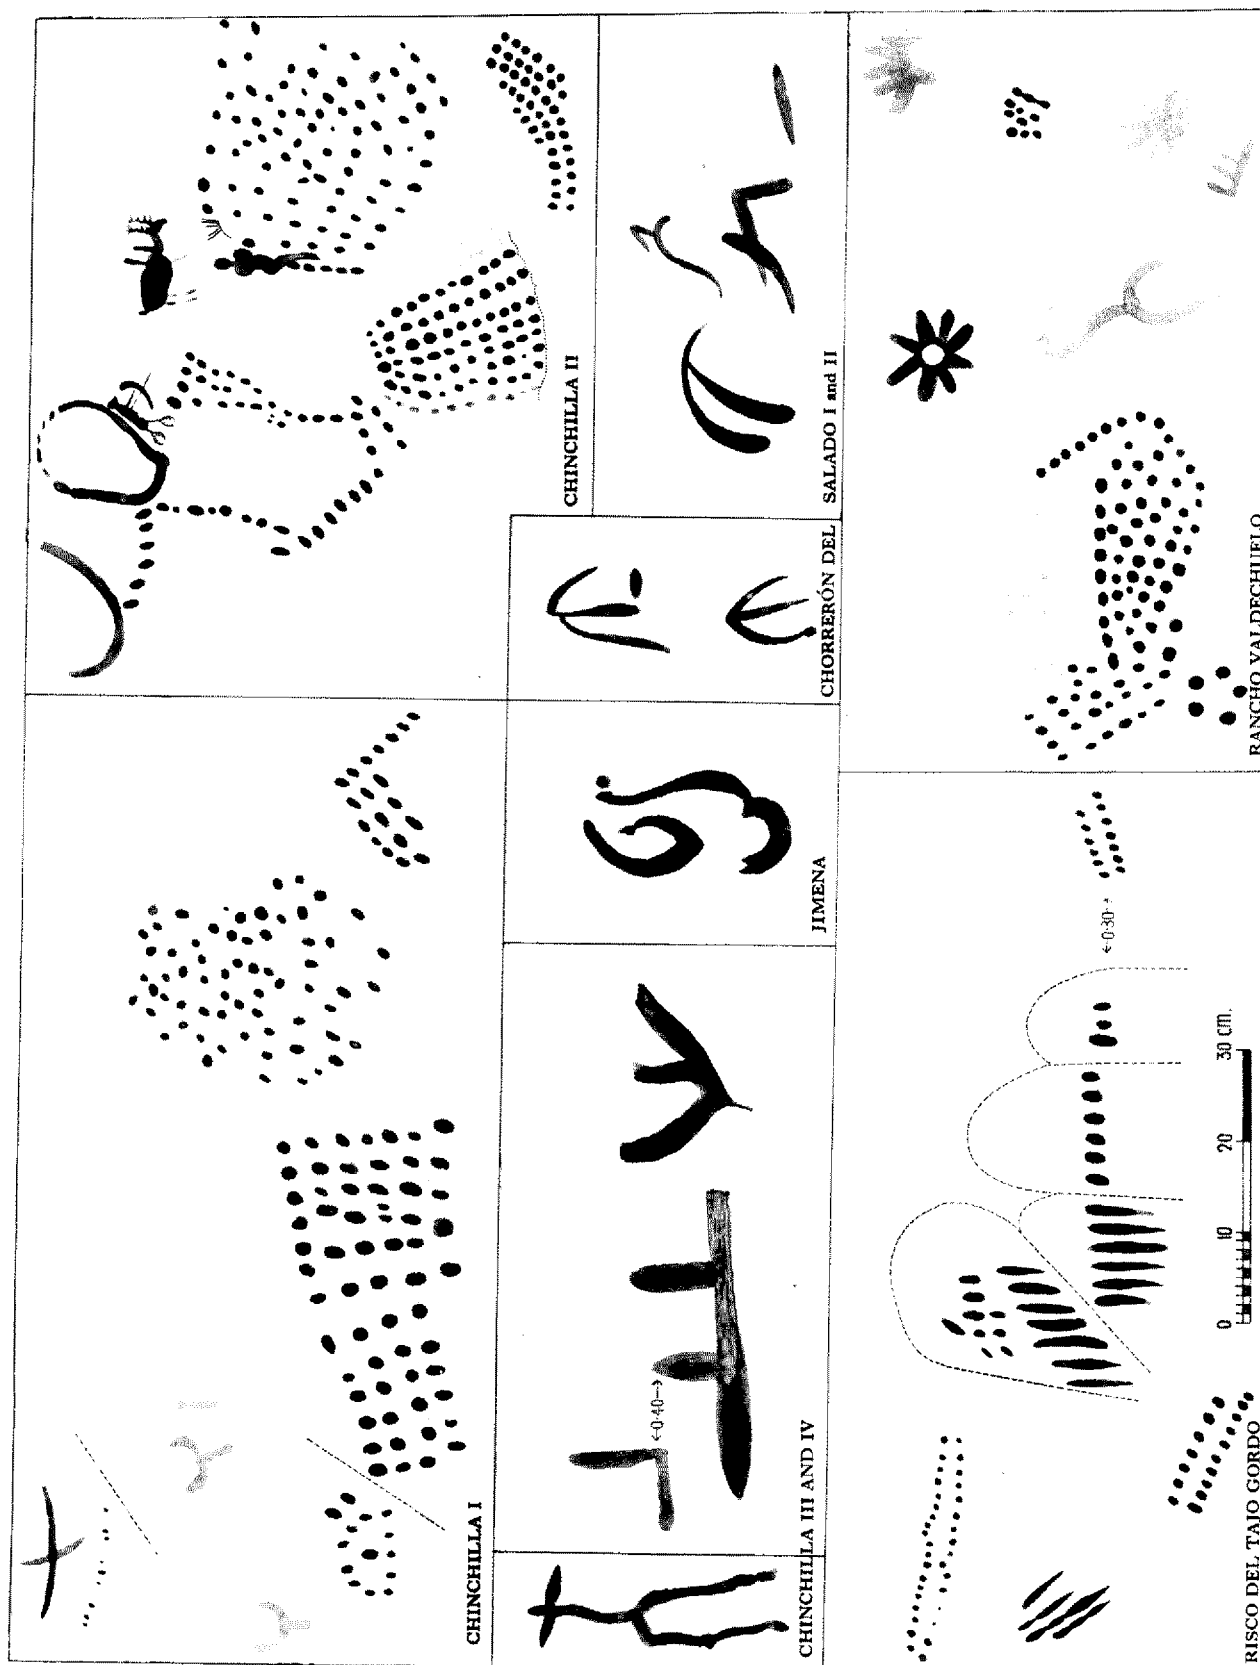 CHINCHILLA I
CHINCHILLA II
CHINCHILLA III AND IV
←0·40→
JIMENA
CHORRERÓN DEL
SALADO I and II
RISCO DEL TAJO GORDO
←0·80→
0 10 20 30 cm.
RANCHO VALDECHUELO